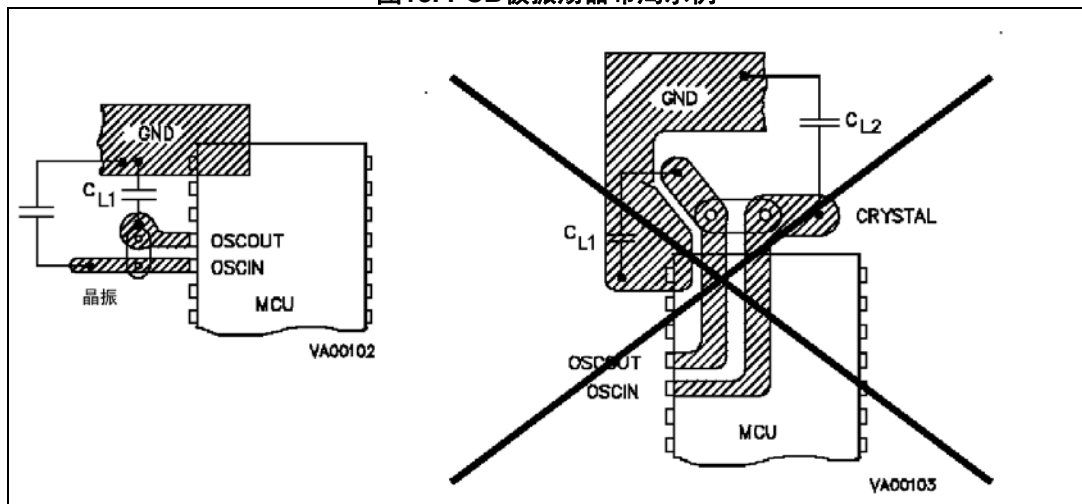 GND
C L1
OSCOUT
OSCIN
晶振
MCU
VA00102
GND
C L2
CRYSTAL
C L1
OSCOUT
OSCIN
MCU
VA00103